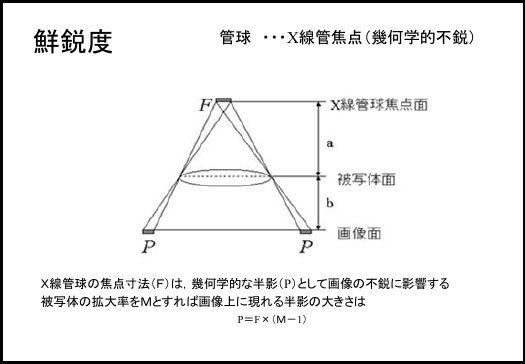 鮮鋭度
管球 ・・・X線管焦点(幾何学的不鋭)
F
X線管球焦点面
a
被写体面
b
画像面
P
P
X線管球の焦点寸法(F)は,幾何学的な半影(P)として画像の不鋭に影響する
被写体の拡大率をMとすれば画像上に現れる半影の大きさは
P=F×(M-1)